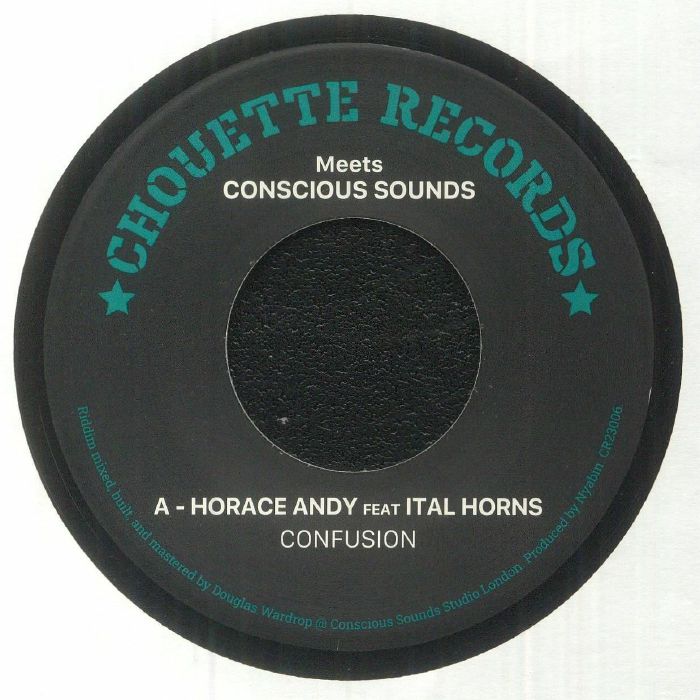 CHOUETTE RECORDS
Meets
CONSCIOUS SOUNDS
A - HORACE ANDY FEAT ITAL HORNS
CONFUSION
Riddim mixed, built, and mastered by Douglas Wardrop @ Conscious Sounds Studio London Produced by Nyabin CR23006